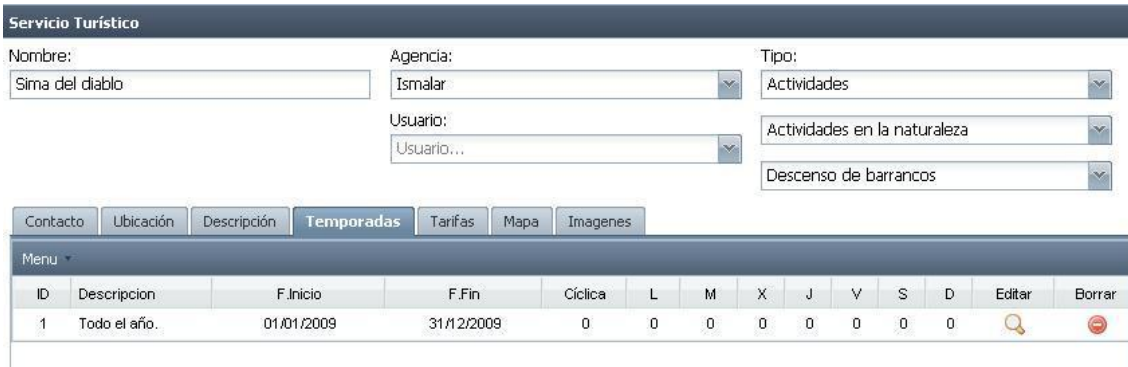 Servicio Turístico
Nombre: Agencia: Tipo:
Sima del diablo Ismalar Actividades
Usuario: Actividades en la naturaleza
Usuario...
Descenso de barrancos
Contacto Ubicación Descripción Temporadas Tarifas Mapa Imagenes
Menu
ID Descripcion F.Inicio F.Fin Cíclica L M X J V S D Editar Borrar
1 Todo el año. 01/01/2009 31/12/2009 0 0 0 0 0 0 0 0